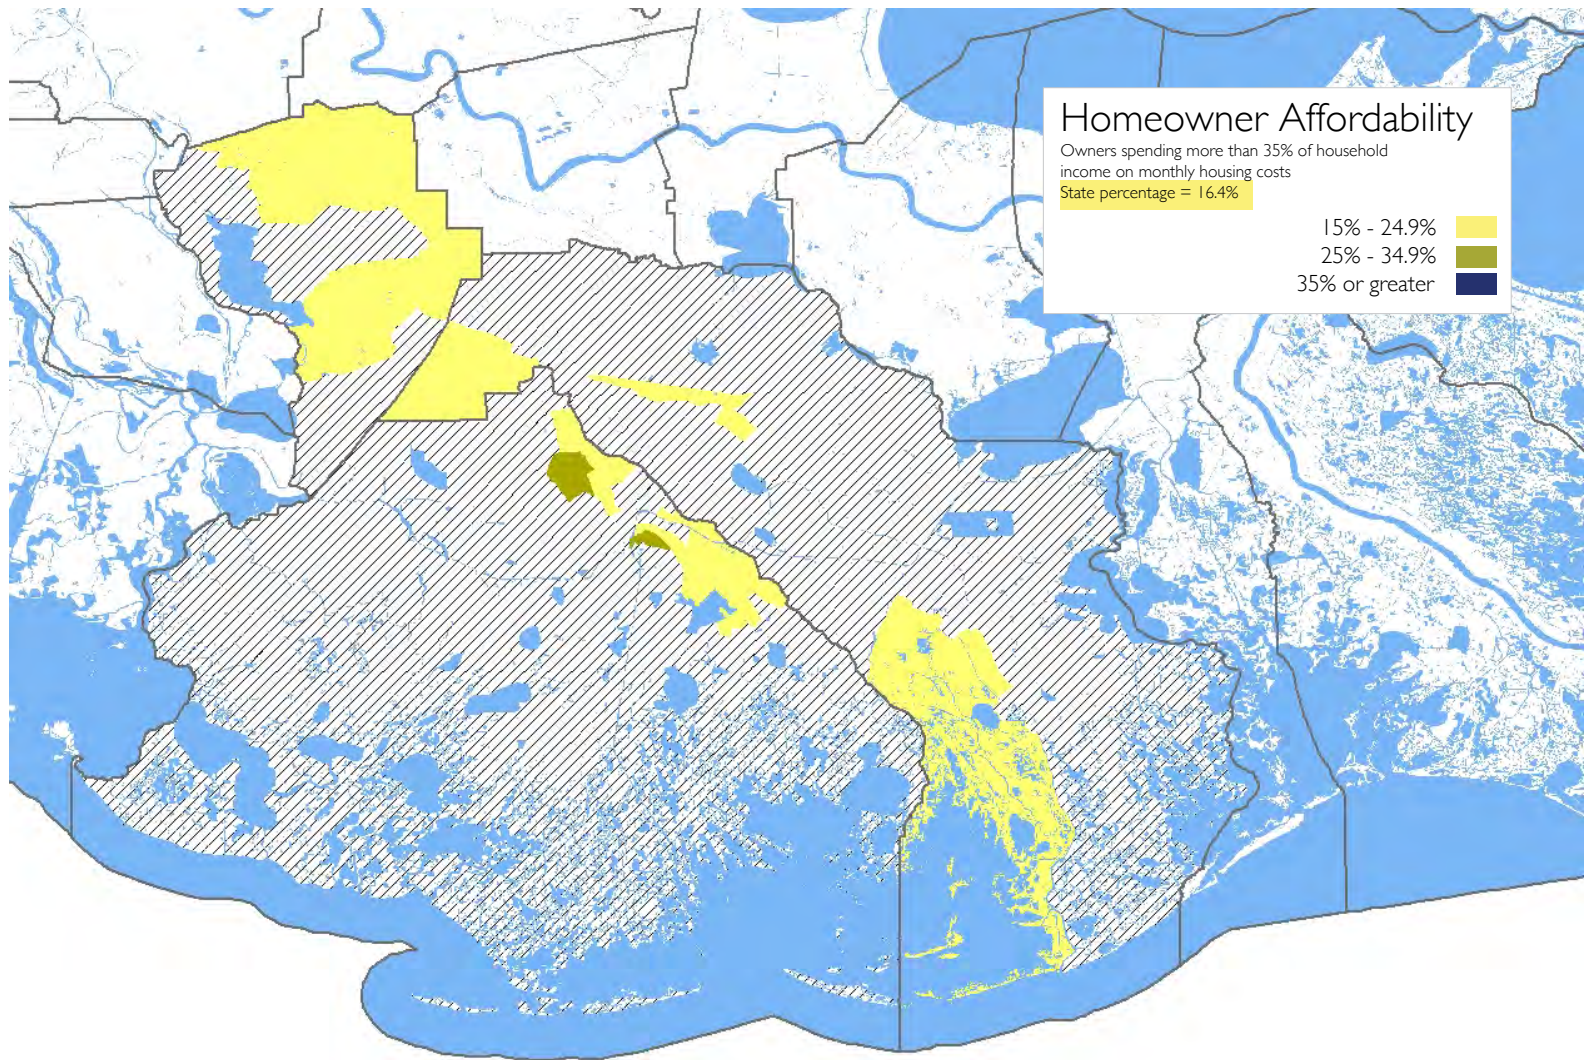 Homeowner Affordability
Owners spending more than 35% of household
income on monthly housing costs
State percentage = 16.4%
15% - 24.9%
25% - 34.9%
35% or greater